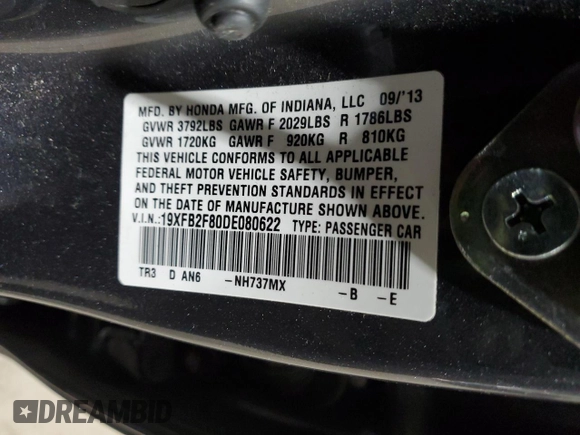 MFD. BY HONDA MFG. OF INDIANA, LLC 09/'13
GVWR 3792LBS GAWR F 2029LBS R 1786LBS
GVWR 1720KG GAWR F 920KG R 810KG
THIS VEHICLE CONFORMS TO ALL APPLICABLE
FEDERAL MOTOR VEHICLE SAFETY, BUMPER,
AND THEFT PREVENTION STANDARDS IN EFFECT
ON THE DATE OF MANUFACTURE SHOWN ABOVE.
V.I.N.:19XFB2F80DE080622 TYPE: PASSENGER CAR
TR3 D AN6 -NH737MX -B -E
DREAMBID